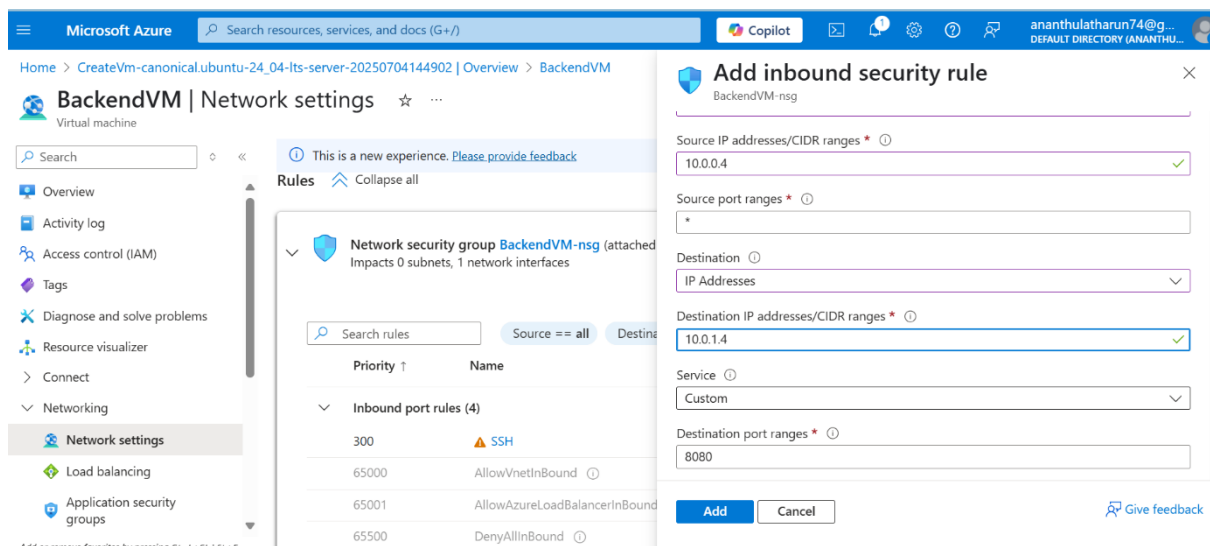 Microsoft Azure
Search resources, services, and docs (G+/)
Copilot
1
ananthulatharun74@g...
DEFAULT DIRECTORY (ANANTHU...
Home > CreateVm-canonical.ubuntu-24_04-lts-server-20250704144902 | Overview > BackendVM
BackendVM | Network settings ☆ ...
Virtual machine
Search
Overview
Activity log
Access control (IAM)
Tags
Diagnose and solve problems
Resource visualizer
Connect
Networking
Network settings
Load balancing
Application security
groups
This is a new experience. Please provide feedback
Rules Collapse all
Network security group BackendVM-nsg (attached
Impacts 0 subnets, 1 network interfaces
Search rules
Source == all
Destina
Priority ↑ Name
Inbound port rules (4)
300 SSH
65000 AllowVnetInBound
65001 AllowAzureLoadBalancerInBound
65500 DenyAllInBound
Add inbound security rule
BackendVM-nsg
Source IP addresses/CIDR ranges *
10.0.0.4
Source port ranges *
*
Destination
IP Addresses
Destination IP addresses/CIDR ranges *
10.0.1.4
Service
Custom
Destination port ranges *
8080
Add
Cancel
Give feedback